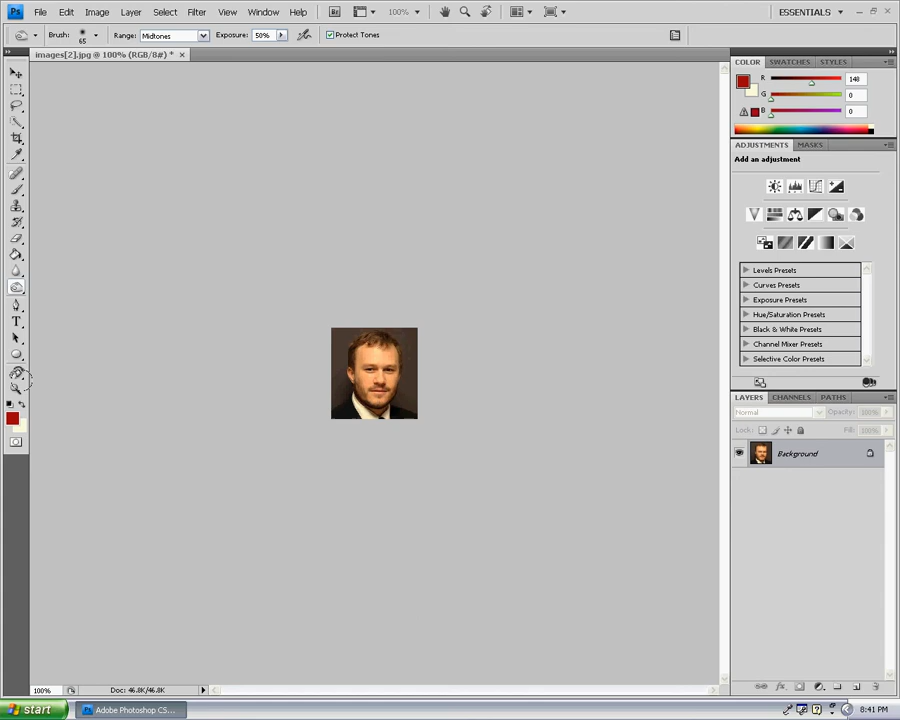 Ps File Edit Image Layer Select Filter View Window Help Br 100% ESSENTIALS
Brush: 65 Range: Midtones Exposure: 50% Protect Tones
images[2].jpg @ 100% (RGB/8#) *
COLOR SWATCHES STYLES
R 148
G 0
B 0
ADJUSTMENTS MASKS
Add an adjustment
Levels Presets
Curves Presets
Exposure Presets
Hue/Saturation Presets
Black & White Presets
Channel Mixer Presets
Selective Color Presets
LAYERS CHANNELS PATHS
Normal Opacity: 100%
Lock: Fill: 100%
Background
100% Doc: 46.8K/46.8K
start Ps Adobe Photoshop CS... 8:41 PM